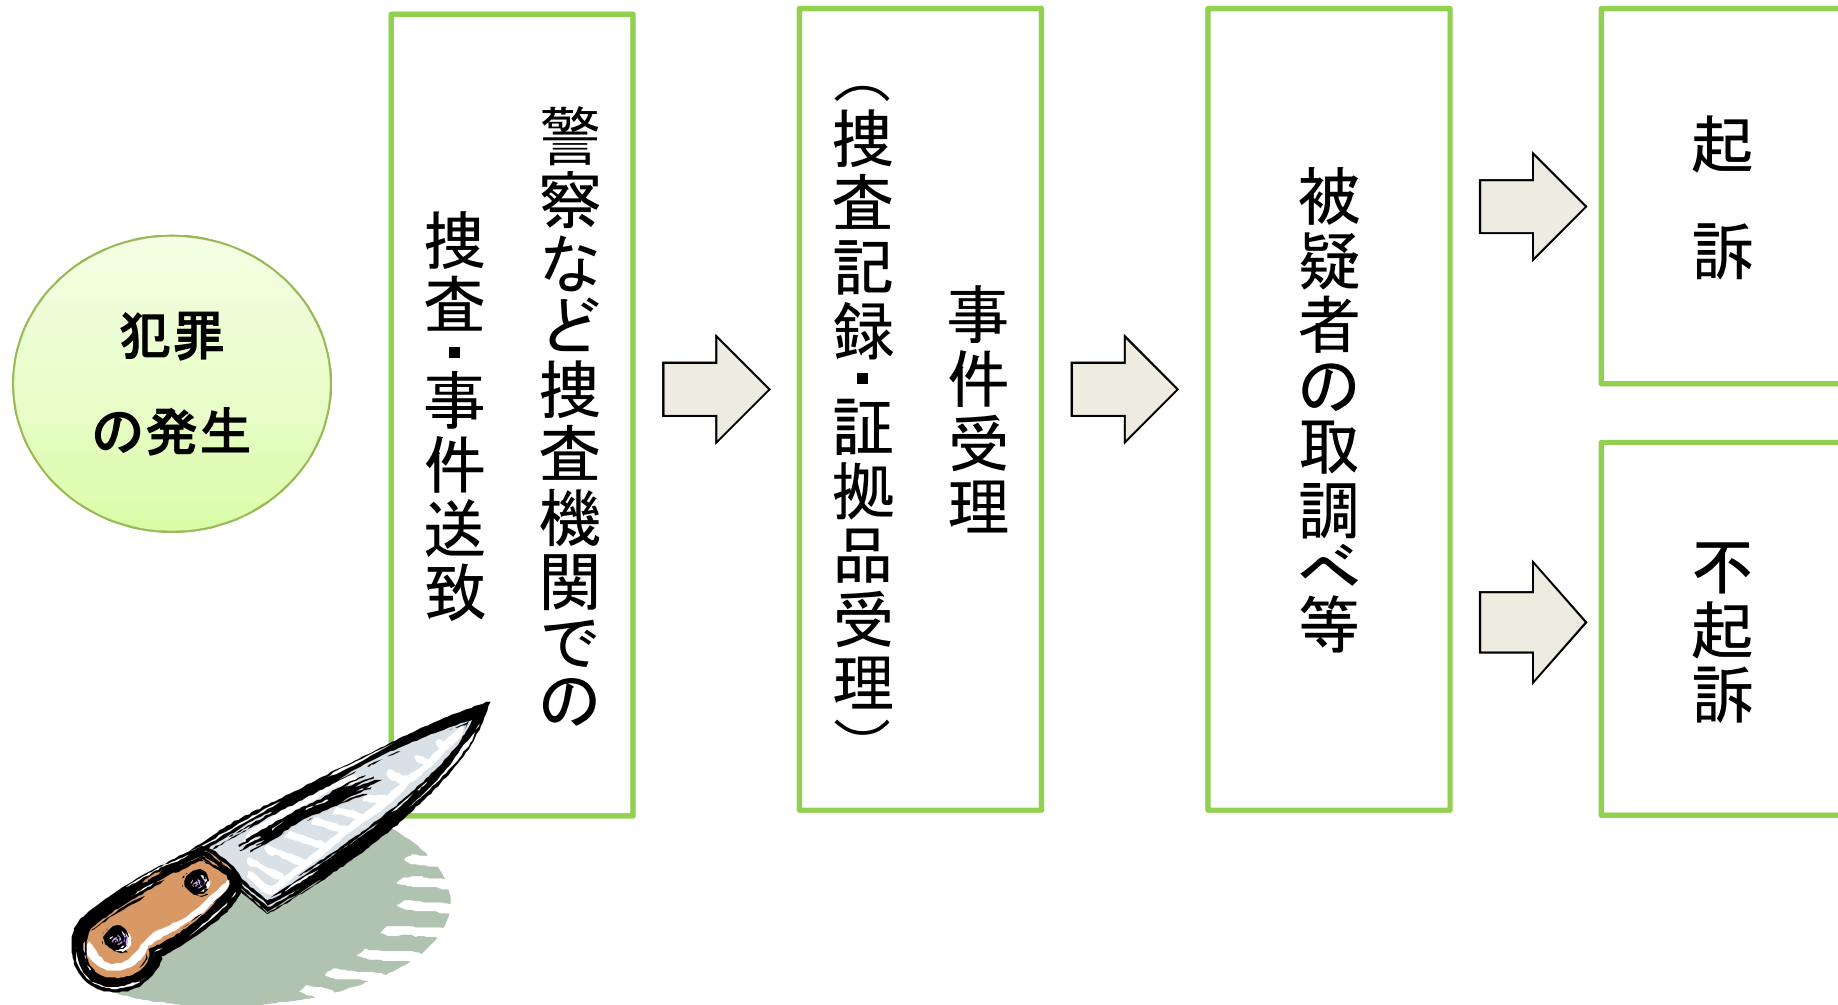 犯罪
の発生
警察など捜査機関での
捜査・事件送致
事件受理
（捜査記録・証拠品受理）
被疑者の取調べ等
起訴
不起訴